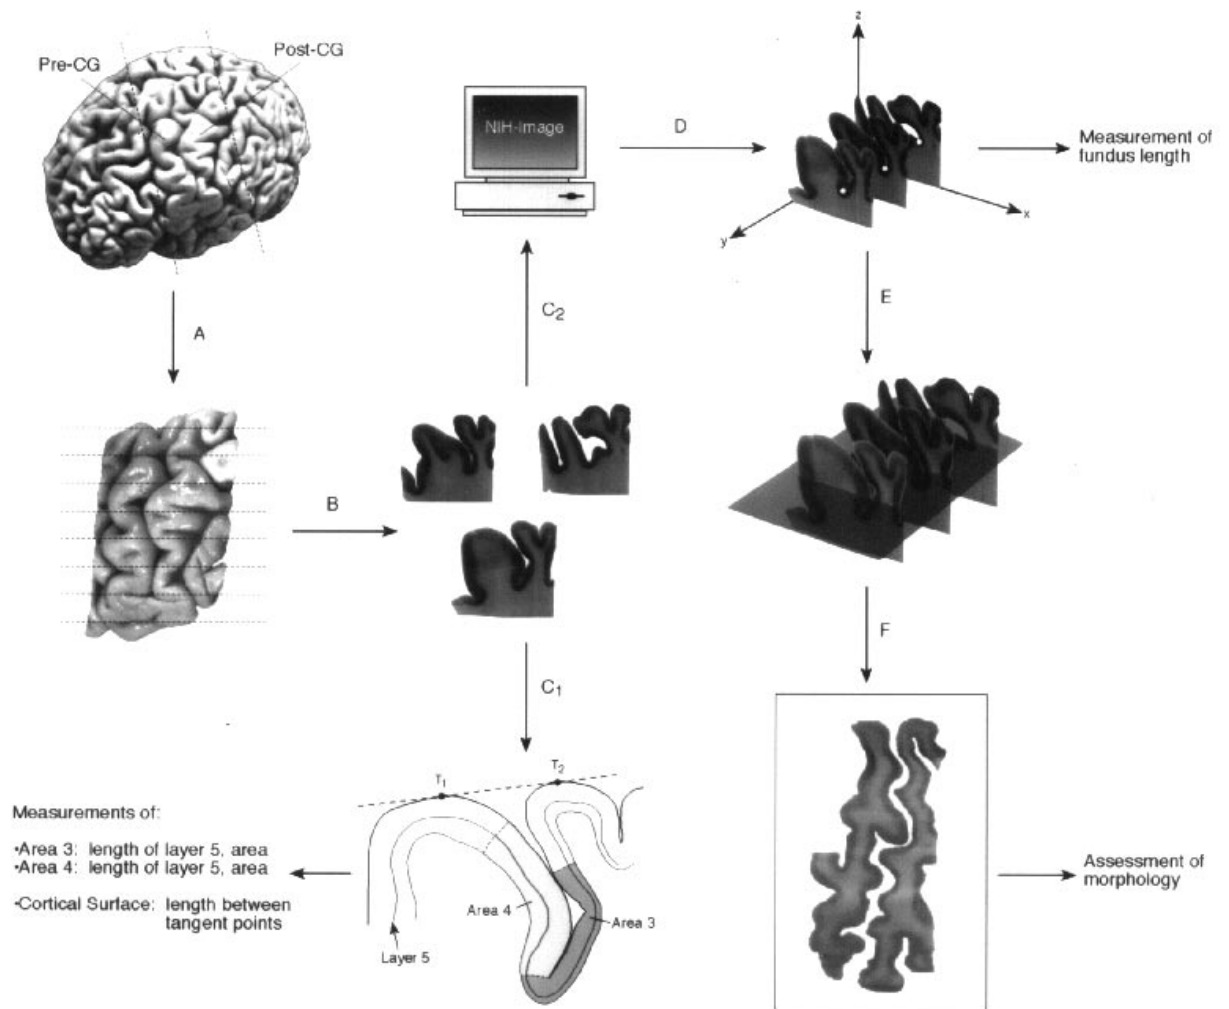 Pre-CG
Post-CG
A
B
C2
NIH-Image
D
z
x
y
Measurement of
fundus length
E
F
C1
T1
T2
Area 4
Area 3
Layer 5
Measurements of:
•Area 3: length of layer 5, area
•Area 4: length of layer 5, area
•Cortical Surface: length between
tangent points
Assessment of
morphology